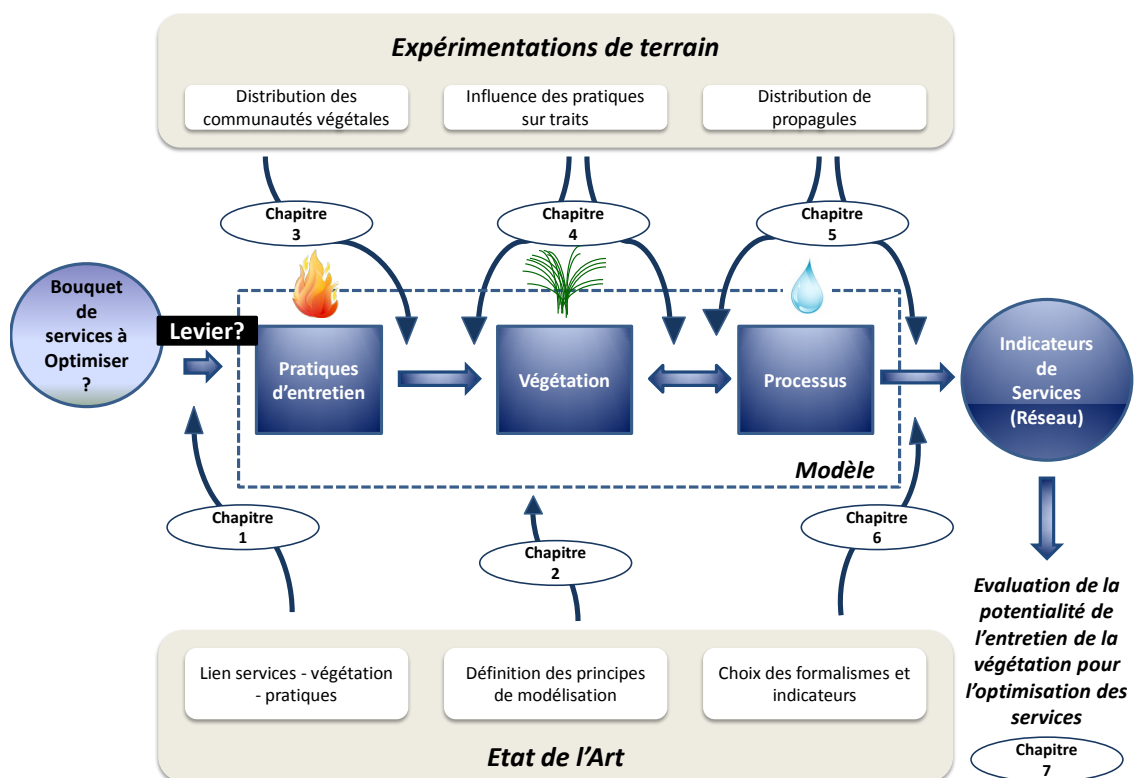 Expérimentations de terrain
Distribution des
communautés végétales
Influence des pratiques
sur traits
Distribution de
propagules
Chapitre
3
Chapitre
4
Chapitre
5
Bouquet
de
services à
Optimiser
?
Levier?
Pratiques
d'entretien
Végétation
Processus
Indicateurs
de
Services
(Réseau)
Modèle
Chapitre
1
Chapitre
2
Chapitre
6
Evaluation de la
potentialité de
l'entretien de la
végétation pour
l'optimisation des
services
Chapitre
7
Lien services - végétation
- pratiques
Définition des principes
de modélisation
Choix des formalismes et
indicateurs
Etat de l'Art